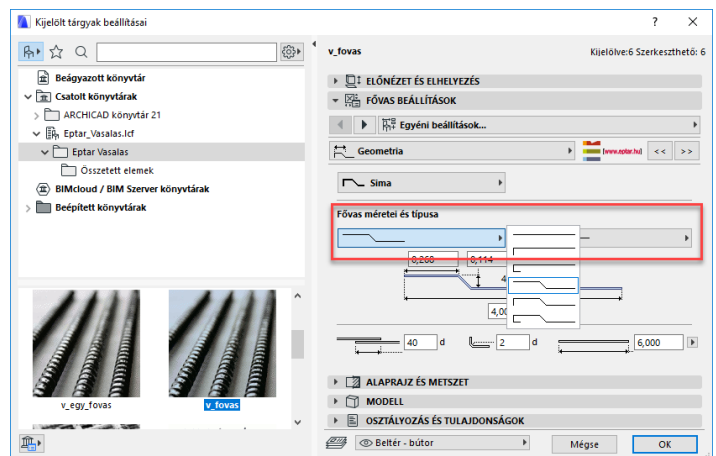 Kijelölt tárgyak beállításai
? ×
v_fovas
Kijelölve:6 Szerkeszthető: 6
Beágyazott könyvtár
Csatolt könyvtárak
ARCHICAD könyvtár 21
Eptar_Vasalas.lcf
Eptar Vasalas
Összetett elemek
BIMcloud / BIM Szerver könyvtárak
Beépített könyvtárak
v_egy_fovas
v_fovas
ELŐNÉZET ÉS ELHELYEZÉS
FŐVAS BEÁLLÍTÁSOK
Egyéni beállítások...
Geometria
[www.eptar.hu]
<< >>
Sima
Fővas méretei és típusa
0,260 0,114
4
4,00
40 d 2 d 6,000
ALAPRAJZ ÉS METSZET
MODELL
OSZTÁLYOZÁS ÉS TULAJDONSÁGOK
Beltér - bútor
Mégse OK